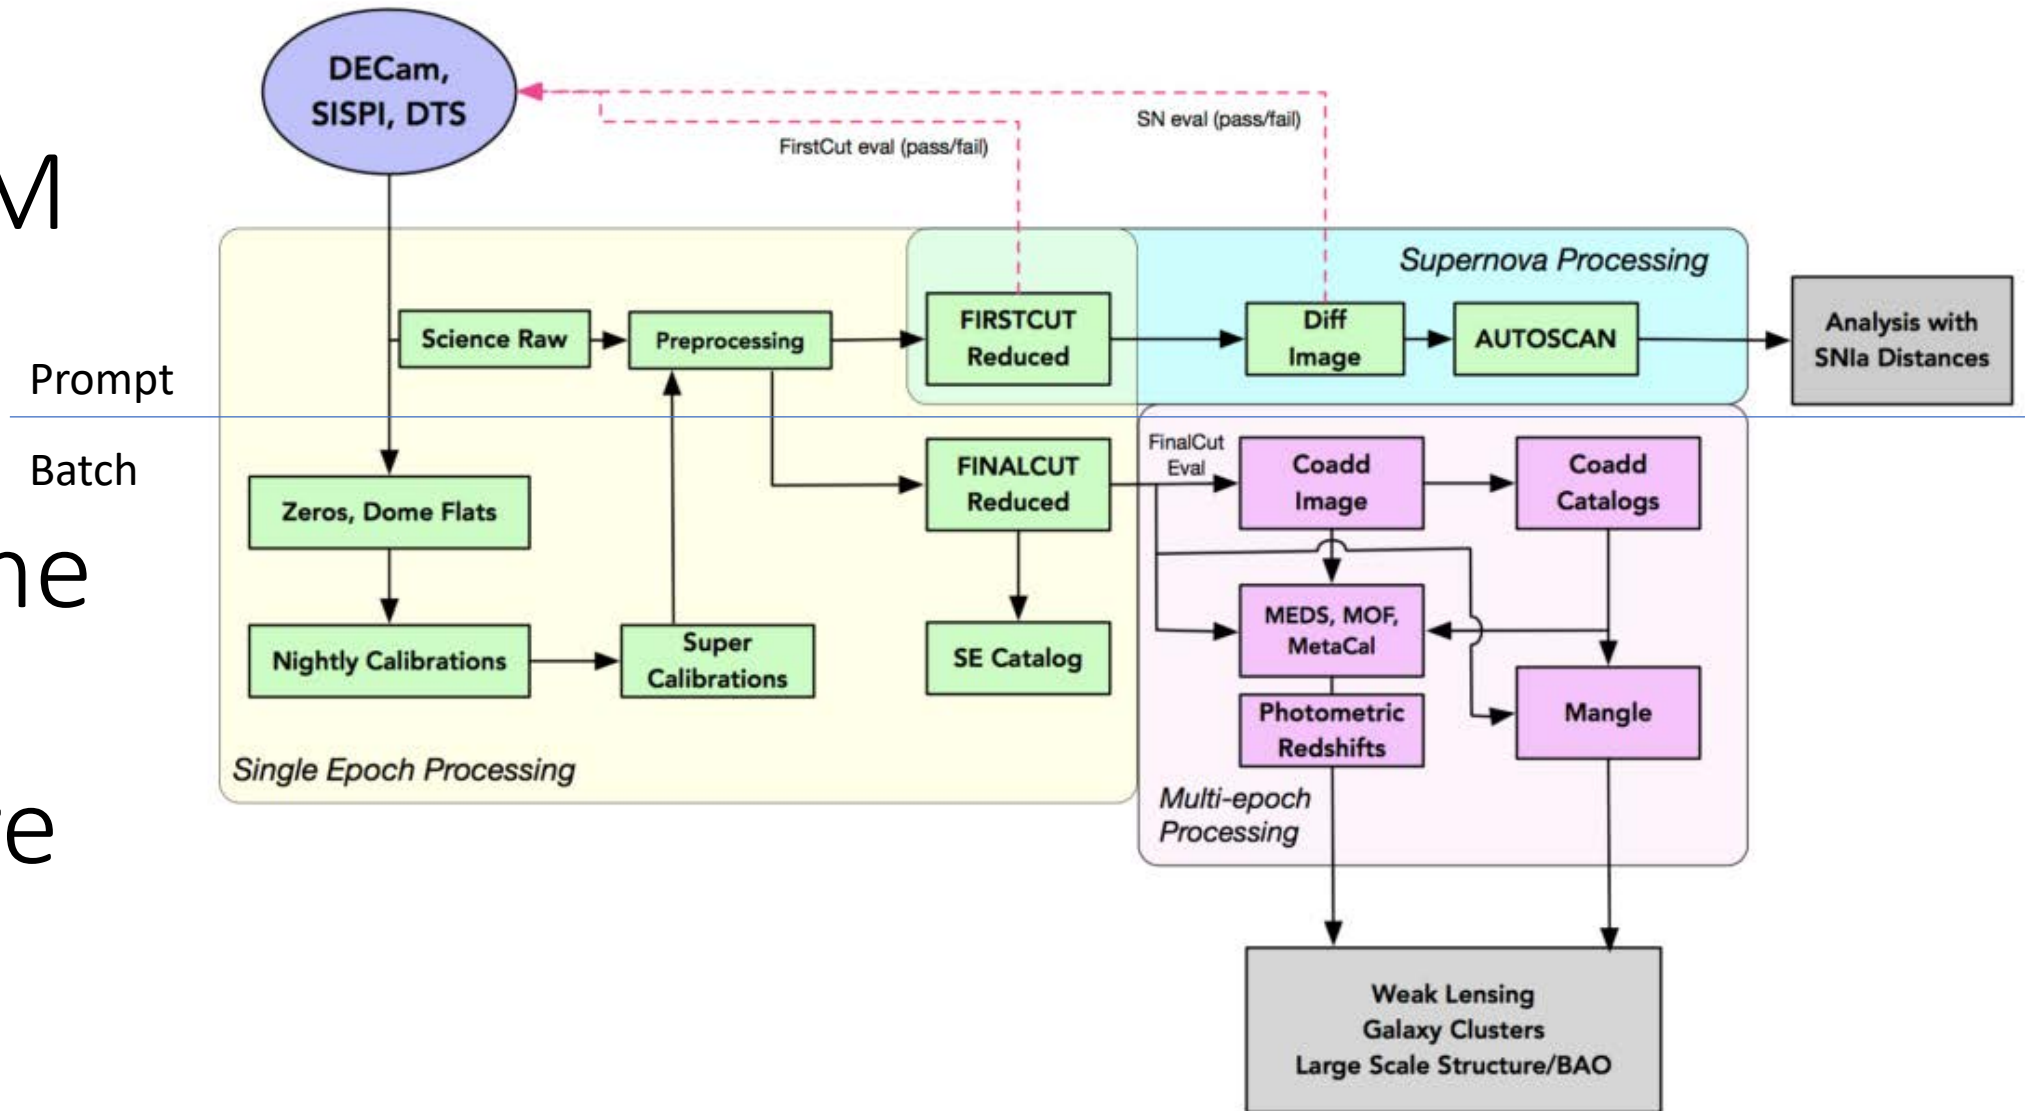 DECam,
SISPI, DTS
SN eval (pass/fail)
FirstCut eval (pass/fail)
M
Supernova Processing
Science Raw
Preprocessing
FIRSTCUT
Reduced
Diff
Image
AUTOSCAN
Analysis with
SNIa Distances
Prompt
Batch
FINALCUT
Reduced
FinalCut
Eval
Coadd
Image
Coadd
Catalogs
Zeros, Dome Flats
ne
MEDS, MOF,
MetaCal
Nightly Calibrations
Super
Calibrations
SE Catalog
Photometric
Redshifts
Mangle
Single Epoch Processing
Multi-epoch
Processing
re
Weak Lensing
Galaxy Clusters
Large Scale Structure/BAO